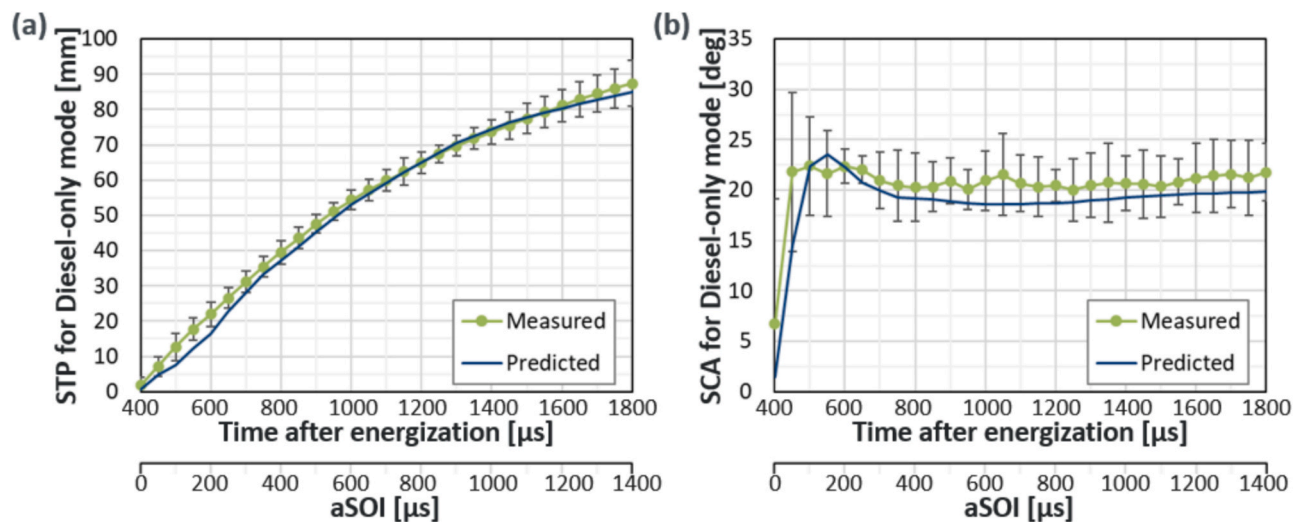 (a)
STP for Diesel-only mode [mm]
100
90
80
70
60
50
40
30
20
10
0
Measured
Predicted
400 600 800 1000 1200 1400 1600 1800
Time after energization [µs]
0 200 400 600 800 1000 1200 1400
aSOI [µs]
(b)
SCA for Diesel-only mode [deg]
35
30
25
20
15
10
5
0
Measured
Predicted
400 600 800 1000 1200 1400 1600 1800
Time after energization [µs]
0 200 400 600 800 1000 1200 1400
aSOI [µs]